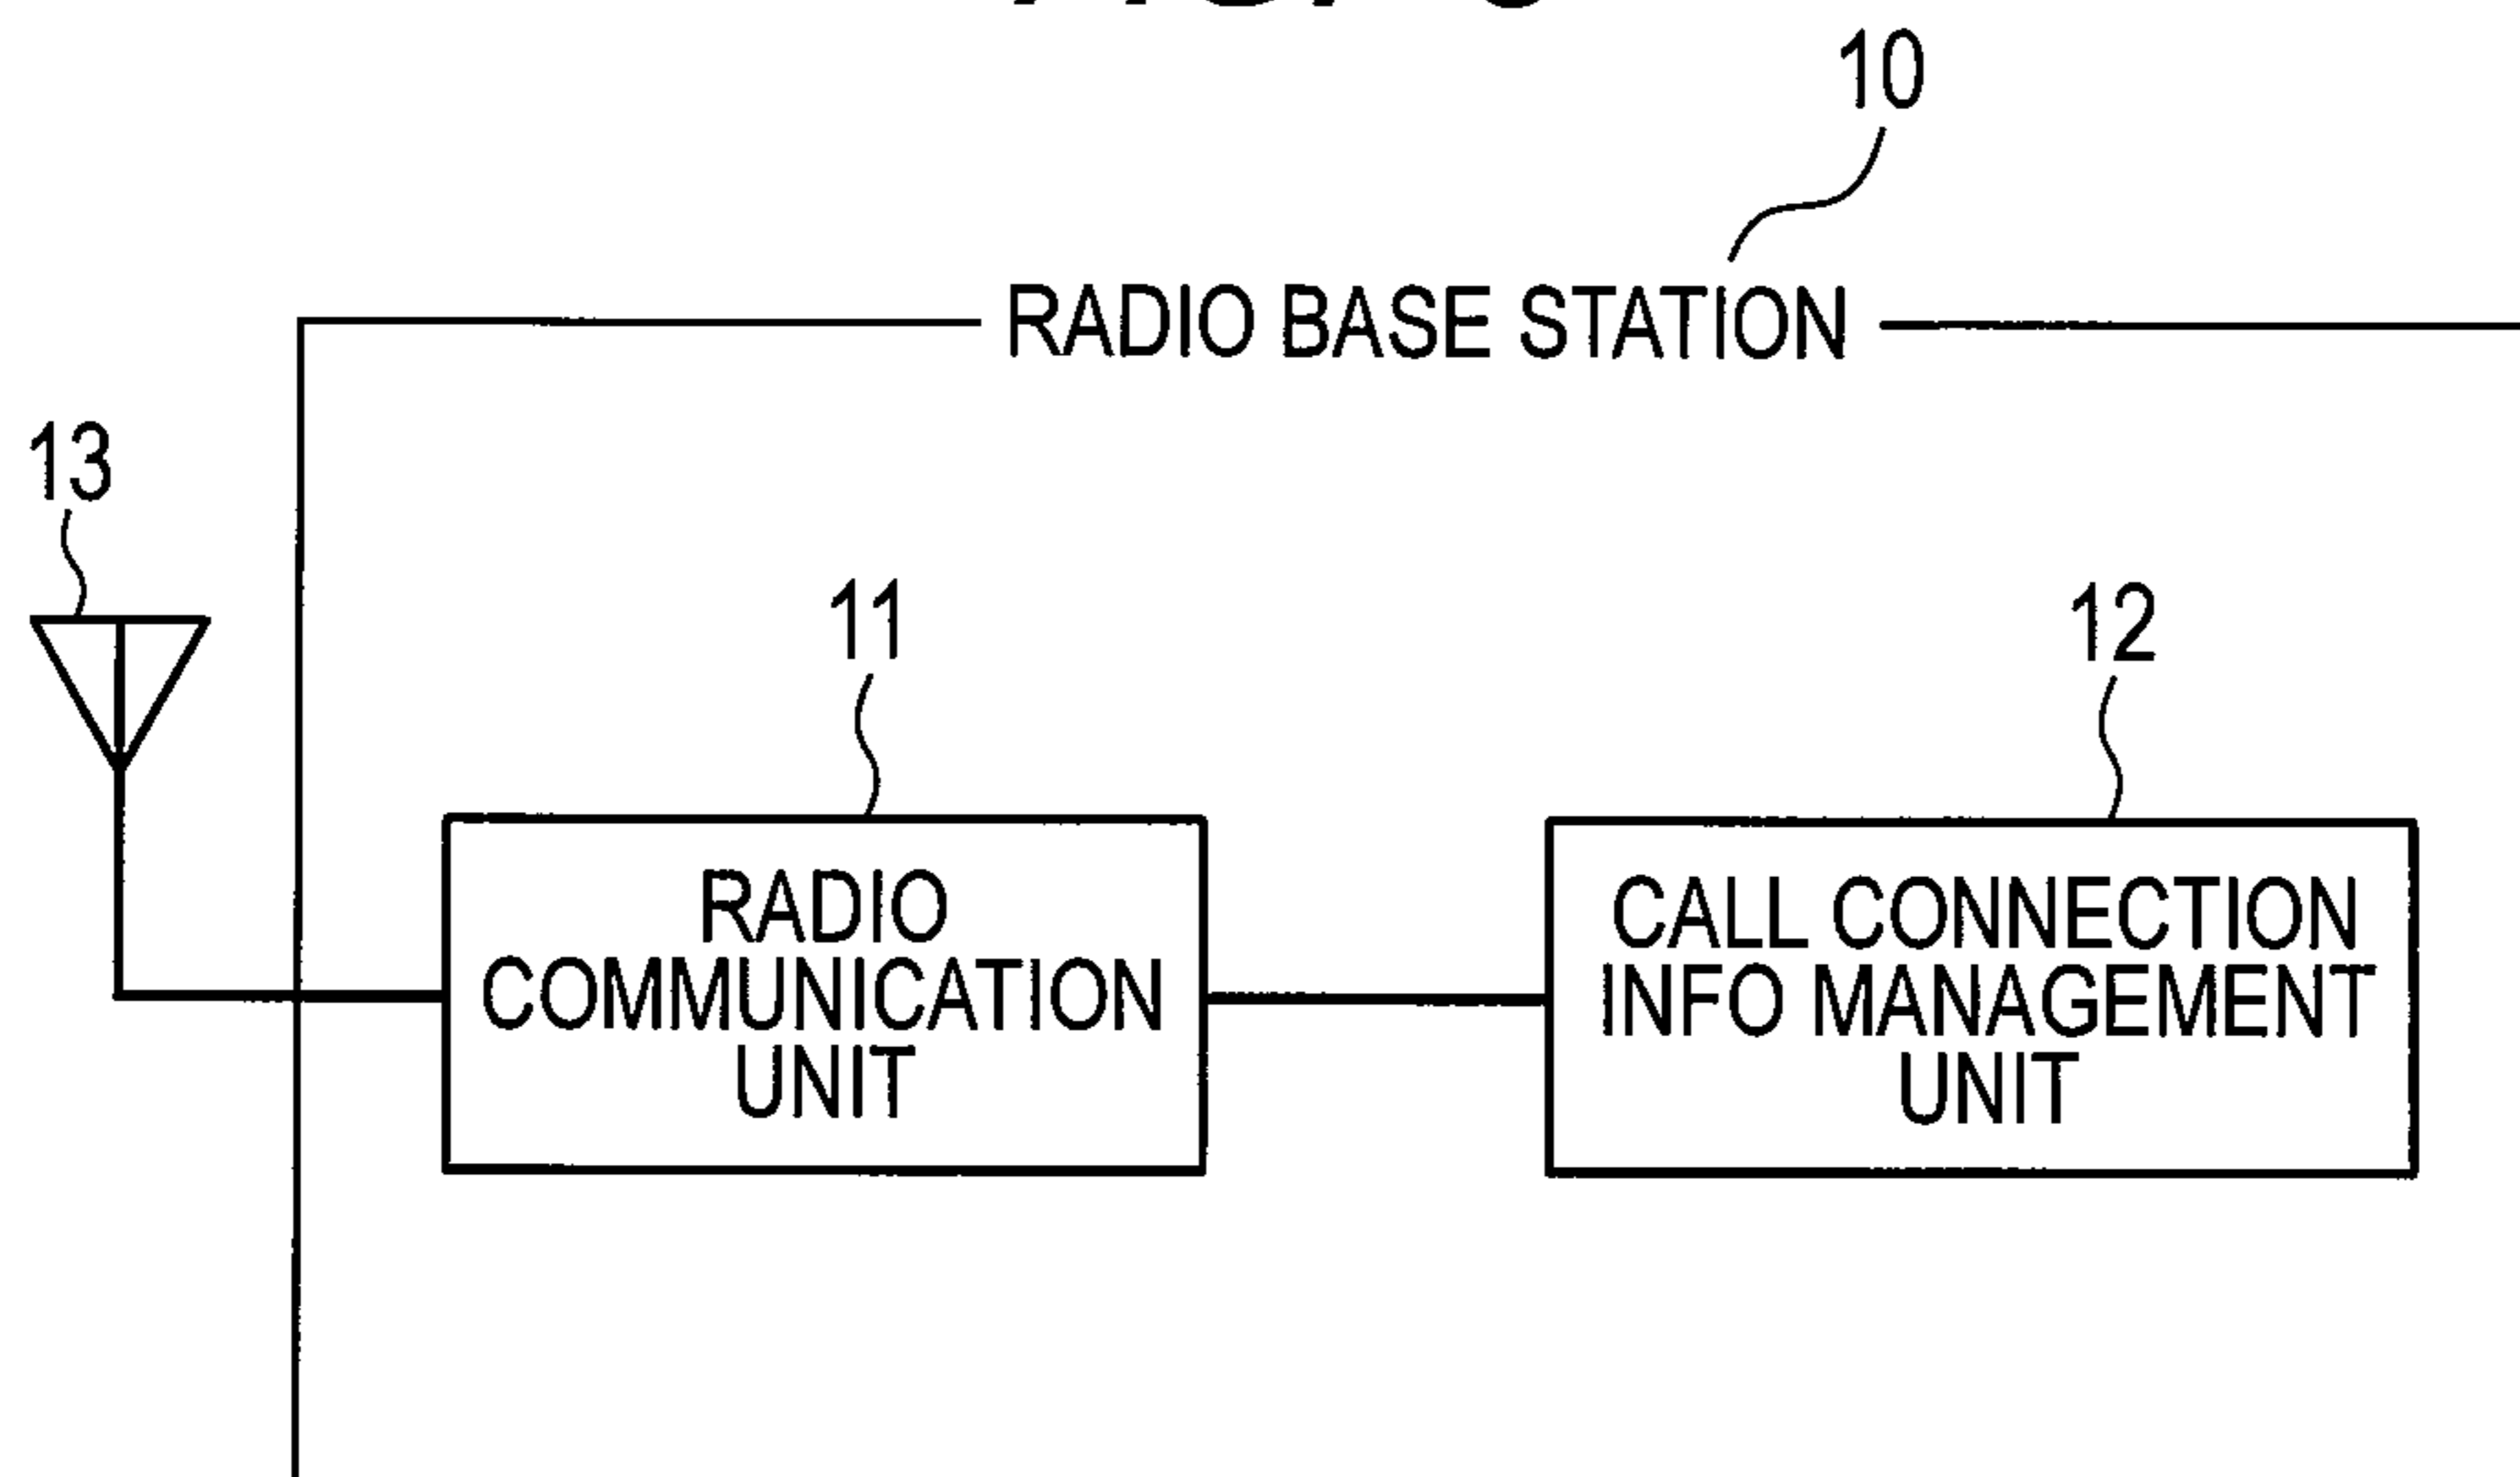 10
RADIO BASE STATION
13
11
12
RADIO
COMMUNICATION
UNIT
CALL CONNECTION
INFO MANAGEMENT
UNIT